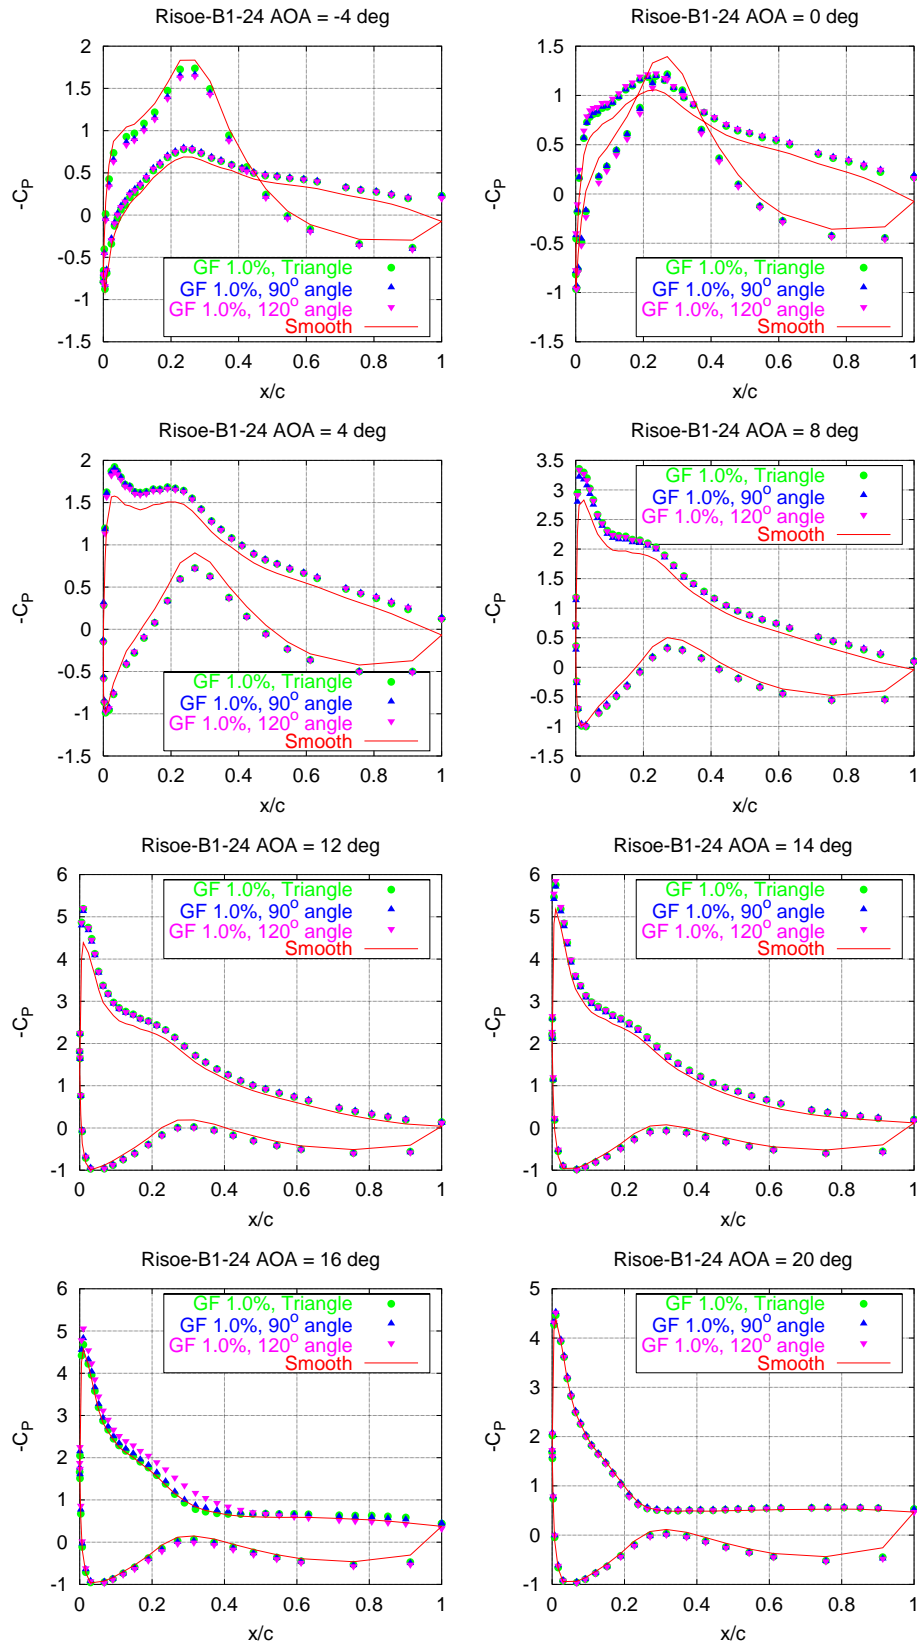 Risoe-B1-24 AOA = -4 deg
2
1.5
1
0.5
0
-0.5
-1
-1.5
-CP
0 0.2 0.4 0.6 0.8 1
x/c
GF 1.0%, Triangle
GF 1.0%, 90o angle
GF 1.0%, 120o angle
Smooth
Risoe-B1-24 AOA = 0 deg
1.5
1
0.5
0
-0.5
-1
-1.5
-CP
0 0.2 0.4 0.6 0.8 1
x/c
GF 1.0%, Triangle
GF 1.0%, 90o angle
GF 1.0%, 120o angle
Smooth
Risoe-B1-24 AOA = 4 deg
2
1.5
1
0.5
0
-0.5
-1
-1.5
-CP
0 0.2 0.4 0.6 0.8 1
x/c
GF 1.0%, Triangle
GF 1.0%, 90o angle
GF 1.0%, 120o angle
Smooth
Risoe-B1-24 AOA = 8 deg
3.5
3
2.5
2
1.5
1
0.5
0
-0.5
-1
-1.5
-CP
0 0.2 0.4 0.6 0.8 1
x/c
GF 1.0%, Triangle
GF 1.0%, 90o angle
GF 1.0%, 120o angle
Smooth
Risoe-B1-24 AOA = 12 deg
6
5
4
3
2
1
0
-1
-CP
0 0.2 0.4 0.6 0.8 1
x/c
GF 1.0%, Triangle
GF 1.0%, 90o angle
GF 1.0%, 120o angle
Smooth
Risoe-B1-24 AOA = 14 deg
6
5
4
3
2
1
0
-1
-CP
0 0.2 0.4 0.6 0.8 1
x/c
GF 1.0%, Triangle
GF 1.0%, 90o angle
GF 1.0%, 120o angle
Smooth
Risoe-B1-24 AOA = 16 deg
6
5
4
3
2
1
0
-1
-CP
0 0.2 0.4 0.6 0.8 1
x/c
GF 1.0%, Triangle
GF 1.0%, 90o angle
GF 1.0%, 120o angle
Smooth
Risoe-B1-24 AOA = 20 deg
5
4
3
2
1
0
-1
-CP
0 0.2 0.4 0.6 0.8 1
x/c
GF 1.0%, Triangle
GF 1.0%, 90o angle
GF 1.0%, 120o angle
Smooth